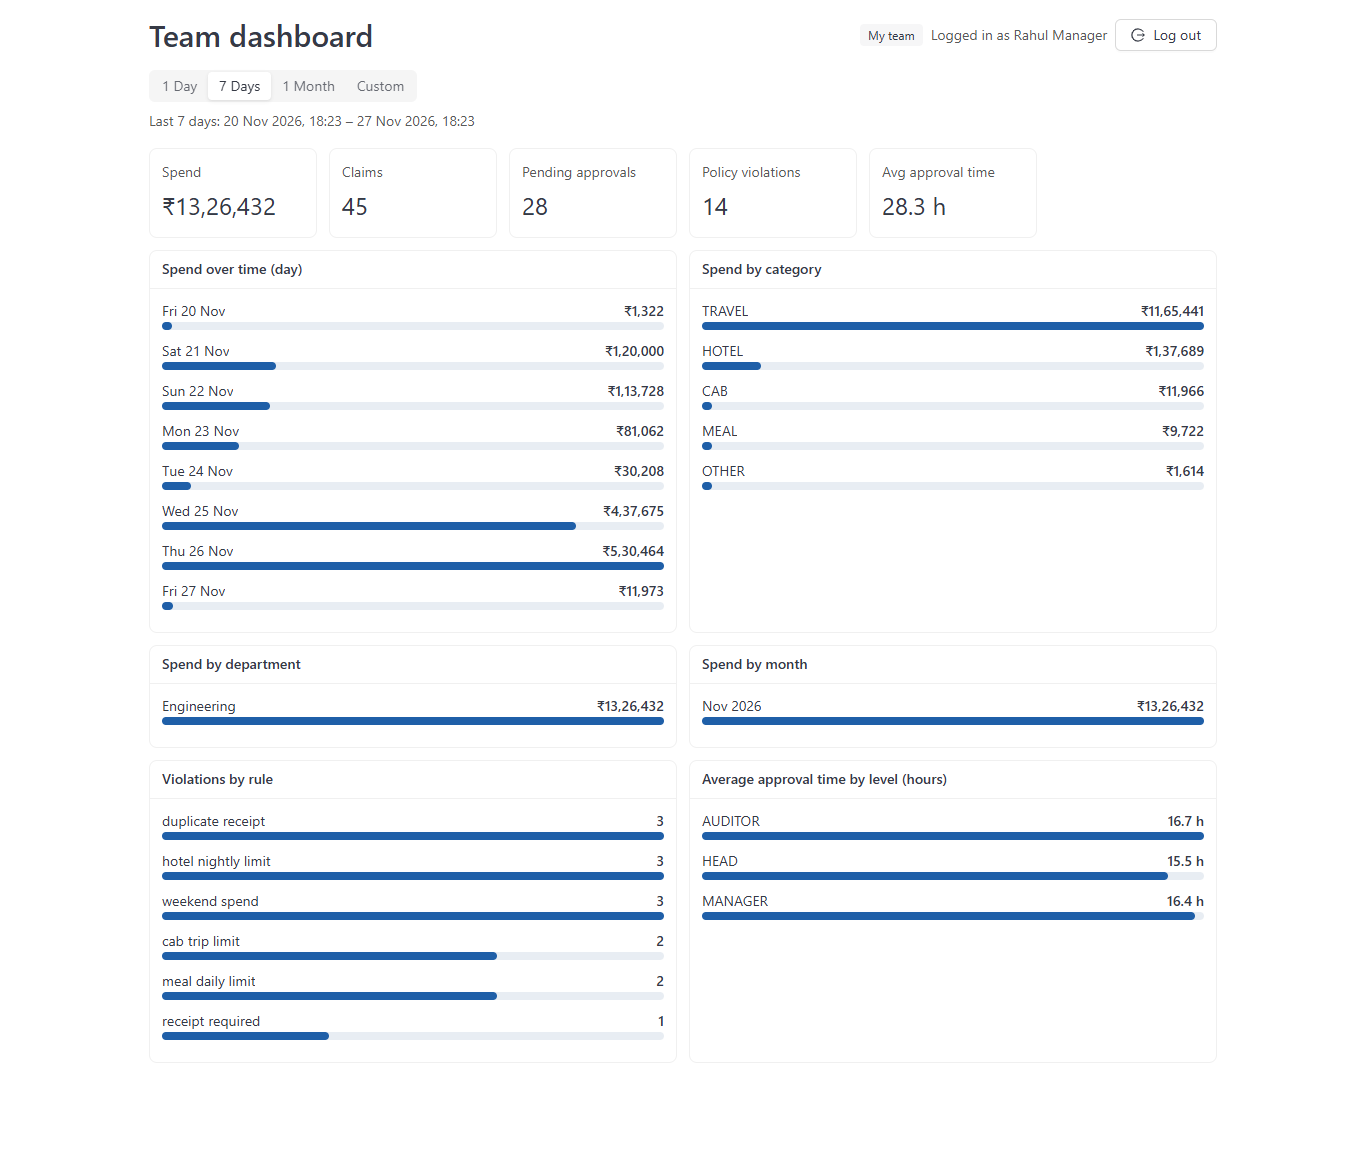 Team dashboard
My team
Logged in as Rahul Manager
Log out
1 Day
7 Days
1 Month
Custom
Last 7 days: 20 Nov 2026, 18:23 – 27 Nov 2026, 18:23
Spend
₹13,26,432
Claims
45
Pending approvals
28
Policy violations
14
Avg approval time
28.3 h
Spend over time (day)
Fri 20 Nov ₹1,322
Sat 21 Nov ₹1,20,000
Sun 22 Nov ₹1,13,728
Mon 23 Nov ₹81,062
Tue 24 Nov ₹30,208
Wed 25 Nov ₹4,37,675
Thu 26 Nov ₹5,30,464
Fri 27 Nov ₹11,973
Spend by category
TRAVEL ₹11,65,441
HOTEL ₹1,37,689
CAB ₹11,966
MEAL ₹9,722
OTHER ₹1,614
Spend by department
Engineering ₹13,26,432
Spend by month
Nov 2026 ₹13,26,432
Violations by rule
duplicate receipt 3
hotel nightly limit 3
weekend spend 3
cab trip limit 2
meal daily limit 2
receipt required 1
Average approval time by level (hours)
AUDITOR 16.7 h
HEAD 15.5 h
MANAGER 16.4 h